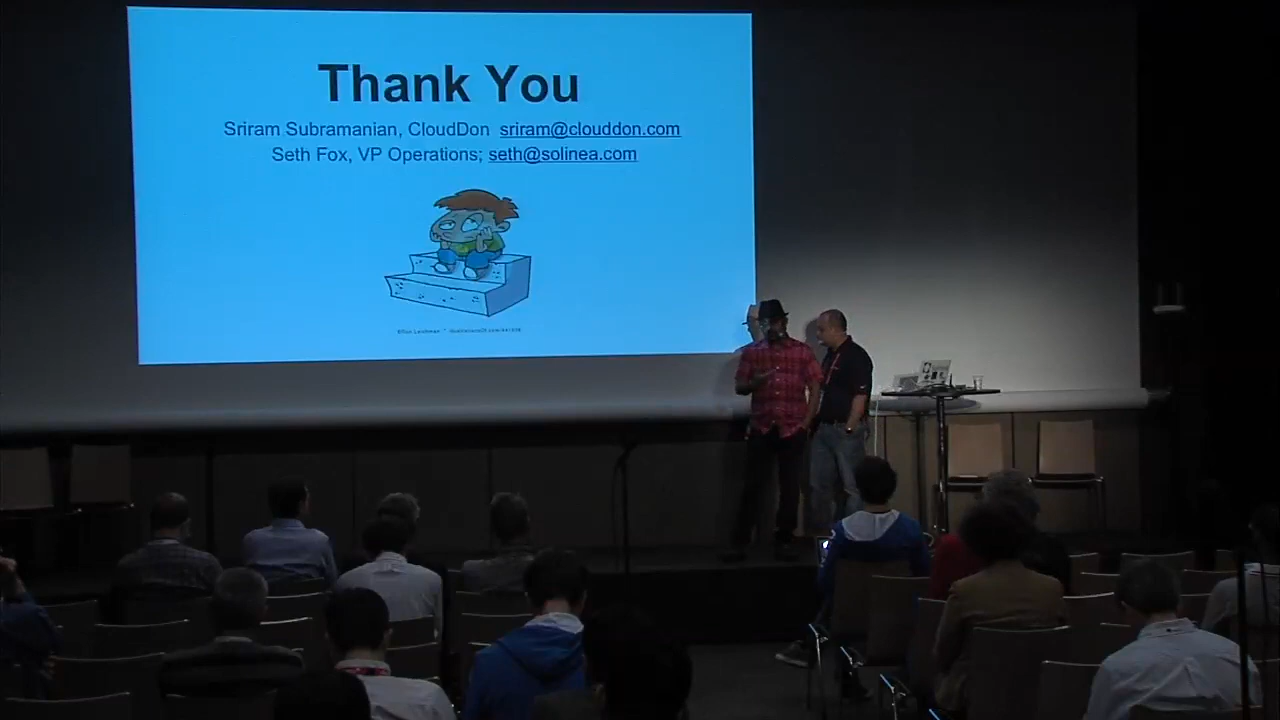 Thank You
Sriram Subramanian, CloudDon sriram@clouddon.com
Seth Fox, VP Operations; seth@solinea.com